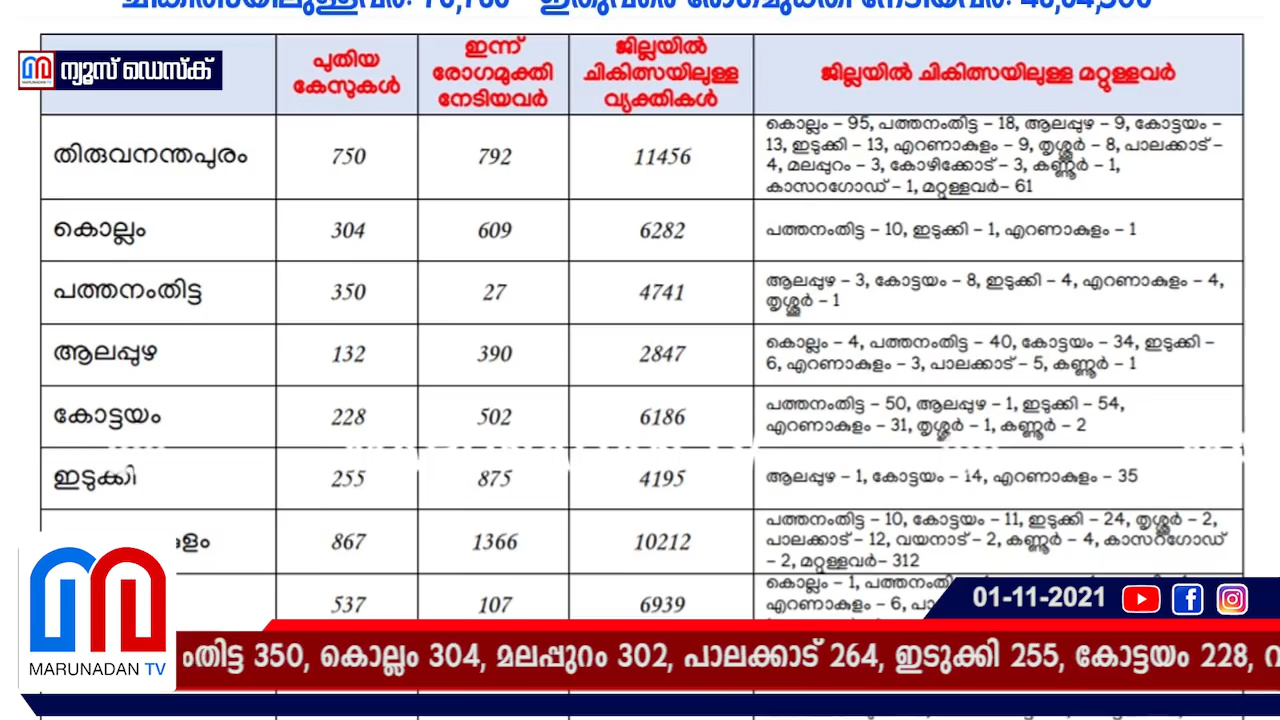 ചികിത്സയിലുള്ളവർ: രോഗമുക്തി നേടിയവർ:
ന്യൂസ് ഡെസ്ക്
MARUNADAN TV
പുതിയ കേസുകൾ
ഇന്ന് രോഗമുക്തി നേടിയവർ
ജില്ലയിൽ ചികിത്സയിലുള്ള വ്യക്തികൾ
ജില്ലയിൽ ചികിത്സയിലുള്ള മറ്റുള്ളവർ
തിരുവനന്തപുരം 750 792 11456
കൊല്ലം – 95, പത്തനംതിട്ട – 18, ആലപ്പുഴ – 9, കോട്ടയം –
13, ഇടുക്കി – 13, എറണാകുളം – 9, തൃശ്ശൂർ – 8, പാലക്കാട് –
4, മലപ്പുറം – 3, കോഴിക്കോട് – 3, കണ്ണൂർ – 1,
കാസറഗോഡ് – 1, മറ്റുള്ളവർ– 61
കൊല്ലം 304 609 6282 പത്തനംതിട്ട – 10, ഇടുക്കി – 1, എറണാകുളം – 1
പത്തനംതിട്ട 350 27 4741
ആലപ്പുഴ – 3, കോട്ടയം – 8, ഇടുക്കി – 4, എറണാകുളം – 4,
തൃശ്ശൂർ – 1
ആലപ്പുഴ 132 390 2847
കൊല്ലം – 4, പത്തനംതിട്ട – 40, കോട്ടയം – 34, ഇടുക്കി –
6, എറണാകുളം – 3, പാലക്കാട് – 5, കണ്ണൂർ – 1
കോട്ടയം 228 502 6186
പത്തനംതിട്ട – 50, ആലപ്പുഴ – 1, ഇടുക്കി – 54,
എറണാകുളം – 31, തൃശ്ശൂർ – 1, കണ്ണൂർ – 2
ഇടുക്കി 255 875 4195 ആലപ്പുഴ – 1, കോട്ടയം – 14, എറണാകുളം – 35
867 1366 10212
പത്തനംതിട്ട – 10, കോട്ടയം – 11, ഇടുക്കി – 24, തൃശ്ശൂർ – 2,
പാലക്കാട് – 12, വയനാട് – 2, കണ്ണൂർ – 4, കാസറഗോഡ്
– 2, മറ്റുള്ളവർ– 312
537 107 6939
കൊല്ലം – 1,
എറണാകുളം – 6,
01-11-2021
MARUNADAN TV
ംതിട്ട 350, കൊല്ലം 304, മലപ്പുറം 302, പാലക്കാട് 264, ഇടുക്കി 255, കോട്ടയം 228,